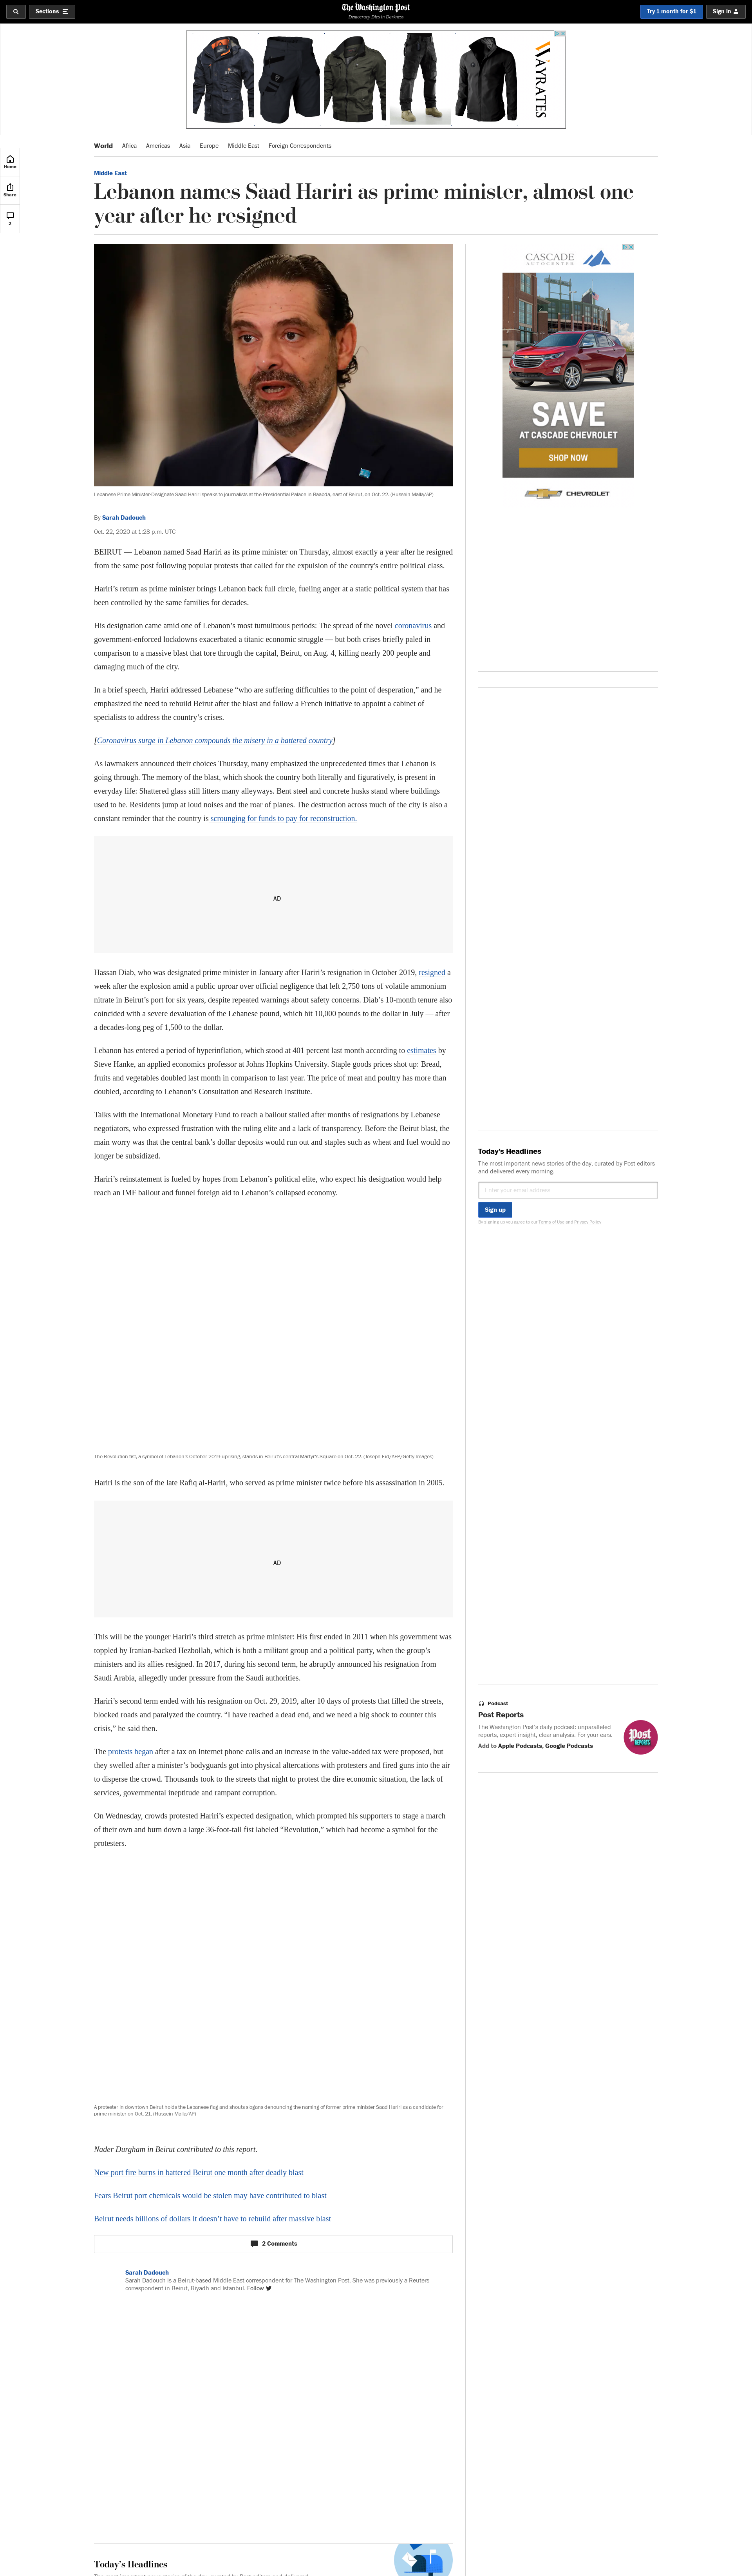 Sections
The Washington Post
Democracy Dies in Darkness
Try 1 month for $1
Sign in
WAYRATES
World
Africa
Americas
Asia
Europe
Middle East
Foreign Correspondents
Home
Share
2
Middle East
Lebanon names Saad Hariri as prime minister, almost one
year after he resigned
Lebanese Prime Minister-Designate Saad Hariri speaks to journalists at the Presidential Palace in Baabda, east of Beirut, on Oct. 22. (Hussein Malla/AP)
By Sarah Dadouch
Oct. 22, 2020 at 1:28 p.m. UTC
BEIRUT — Lebanon named Saad Hariri as its prime minister on Thursday, almost exactly a year after he resigned
from the same post following popular protests that called for the expulsion of the country's entire political class.
Hariri’s return as prime minister brings Lebanon back full circle, fueling anger at a static political system that has
been controlled by the same families for decades.
His designation came amid one of Lebanon’s most tumultuous periods: The spread of the novel coronavirus and
government-enforced lockdowns exacerbated a titanic economic struggle — but both crises briefly paled in
comparison to a massive blast that tore through the capital, Beirut, on Aug. 4, killing nearly 200 people and
damaging much of the city.
In a brief speech, Hariri addressed Lebanese “who are suffering difficulties to the point of desperation,” and he
emphasized the need to rebuild Beirut after the blast and follow a French initiative to appoint a cabinet of
specialists to address the country’s crises.
[Coronavirus surge in Lebanon compounds the misery in a battered country]
As lawmakers announced their choices Thursday, many emphasized the unprecedented times that Lebanon is
going through. The memory of the blast, which shook the country both literally and figuratively, is present in
everyday life: Shattered glass still litters many alleyways. Bent steel and concrete husks stand where buildings
used to be. Residents jump at loud noises and the roar of planes. The destruction across much of the city is also a
constant reminder that the country is scrounging for funds to pay for reconstruction.
AD
Hassan Diab, who was designated prime minister in January after Hariri’s resignation in October 2019, resigned a
week after the explosion amid a public uproar over official negligence that left 2,750 tons of volatile ammonium
nitrate in Beirut’s port for six years, despite repeated warnings about safety concerns. Diab’s 10-month tenure also
coincided with a severe devaluation of the Lebanese pound, which hit 10,000 pounds to the dollar in July — after
a decades-long peg of 1,500 to the dollar.
Lebanon has entered a period of hyperinflation, which stood at 401 percent last month according to estimates by
Steve Hanke, an applied economics professor at Johns Hopkins University. Staple goods prices shot up: Bread,
fruits and vegetables doubled last month in comparison to last year. The price of meat and poultry has more than
doubled, according to Lebanon’s Consultation and Research Institute.
Talks with the International Monetary Fund to reach a bailout stalled after months of resignations by Lebanese
negotiators, who expressed frustration with the ruling elite and a lack of transparency. Before the Beirut blast, the
main worry was that the central bank’s dollar deposits would run out and staples such as wheat and fuel would no
longer be subsidized.
Hariri’s reinstatement is fueled by hopes from Lebanon’s political elite, who expect his designation would help
reach an IMF bailout and funnel foreign aid to Lebanon’s collapsed economy.
The Revolution fist, a symbol of Lebanon’s October 2019 uprising, stands in Beirut’s central Martyr’s Square on Oct. 22. (Joseph Eid/AFP/Getty Images)
Hariri is the son of the late Rafiq al-Hariri, who served as prime minister twice before his assassination in 2005.
AD
This will be the younger Hariri’s third stretch as prime minister: His first ended in 2011 when his government was
toppled by Iranian-backed Hezbollah, which is both a militant group and a political party, when the group’s
ministers and its allies resigned. In 2017, during his second term, he abruptly announced his resignation from
Saudi Arabia, allegedly under pressure from the Saudi authorities.
Hariri’s second term ended with his resignation on Oct. 29, 2019, after 10 days of protests that filled the streets,
blocked roads and paralyzed the country. “I have reached a dead end, and we need a big shock to counter this
crisis,” he said then.
The protests began after a tax on Internet phone calls and an increase in the value-added tax were proposed, but
they swelled after a minister’s bodyguards got into physical altercations with protesters and fired guns into the air
to disperse the crowd. Thousands took to the streets that night to protest the dire economic situation, the lack of
services, governmental ineptitude and rampant corruption.
On Wednesday, crowds protested Hariri’s expected designation, which prompted his supporters to stage a march
of their own and burn down a large 36-foot-tall fist labeled “Revolution,” which had become a symbol for the
protesters.
A protester in downtown Beirut holds the Lebanese flag and shouts slogans denouncing the naming of former prime minister Saad Hariri as a candidate for
prime minister on Oct. 21. (Hussein Malla/AP)
Nader Durgham in Beirut contributed to this report.
New port fire burns in battered Beirut one month after deadly blast
Fears Beirut port chemicals would be stolen may have contributed to blast
Beirut needs billions of dollars it doesn’t have to rebuild after massive blast
2 Comments
Sarah Dadouch
Sarah Dadouch is a Beirut-based Middle East correspondent for The Washington Post. She was previously a Reuters
correspondent in Beirut, Riyadh and Istanbul. Follow
Today’s Headlines
CASCADE
AUTOCENTER
SAVE
AT CASCADE CHEVROLET
SHOP NOW
CHEVROLET
Today’s Headlines
The most important news stories of the day, curated by Post editors
and delivered every morning.
Enter your email address
Sign up
By signing up you agree to our Terms of Use and Privacy Policy
Podcast
Post Reports
The Washington Post’s daily podcast: unparalleled
reports, expert insight, clear analysis. For your ears.
Add to Apple Podcasts, Google Podcasts
Post
REPORTS